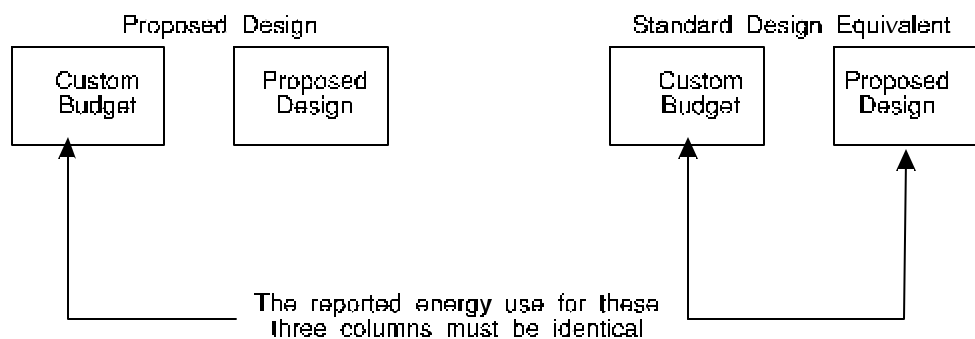 Proposed Design
Standard Design Equivalent
Custom
Budget
Proposed
Design
Custom
Budget
Proposed
Design
The reported energy use for these
three columns must be identical